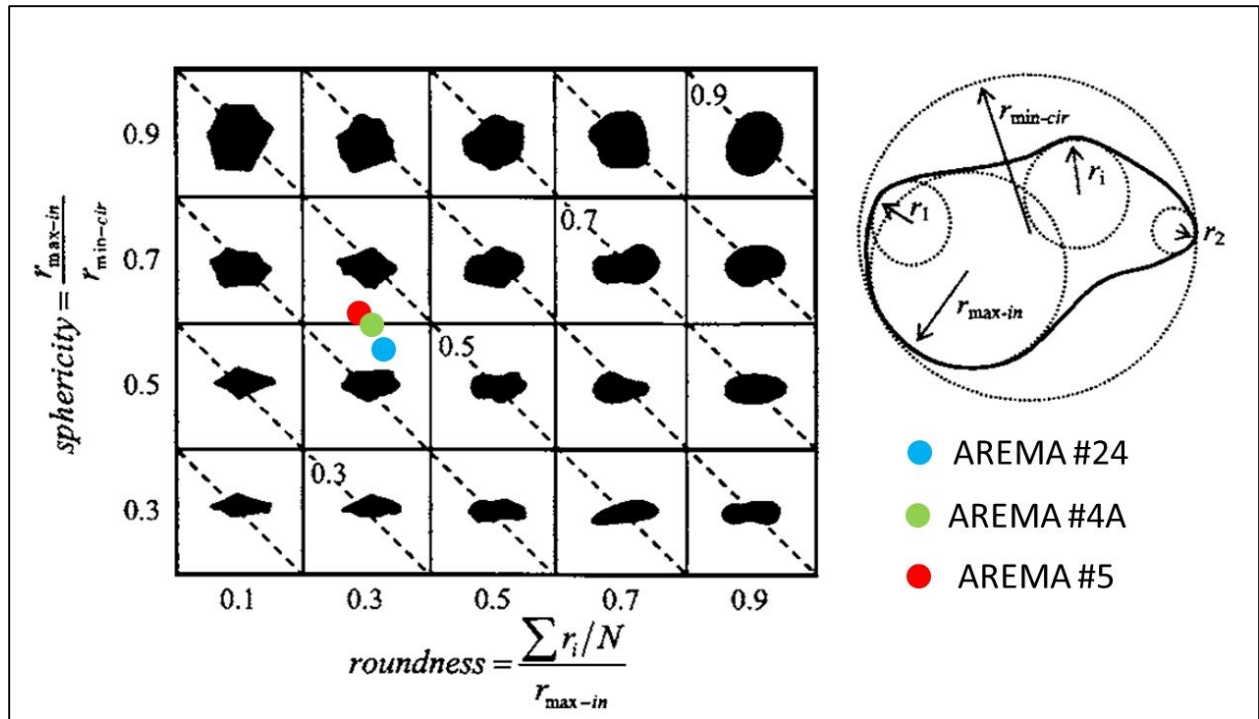 0.9
0.9
0.7
0.7
0.5
0.5
0.3
0.3
0.1 0.3 0.5 0.7 0.9
sphericity = r_max-in / r_min-cir
roundness = ∑ r_i/N / r_max-in
r_min-cir
r_i
r_1
r_2
r_max-in
AREMA #24
AREMA #4A
AREMA #5